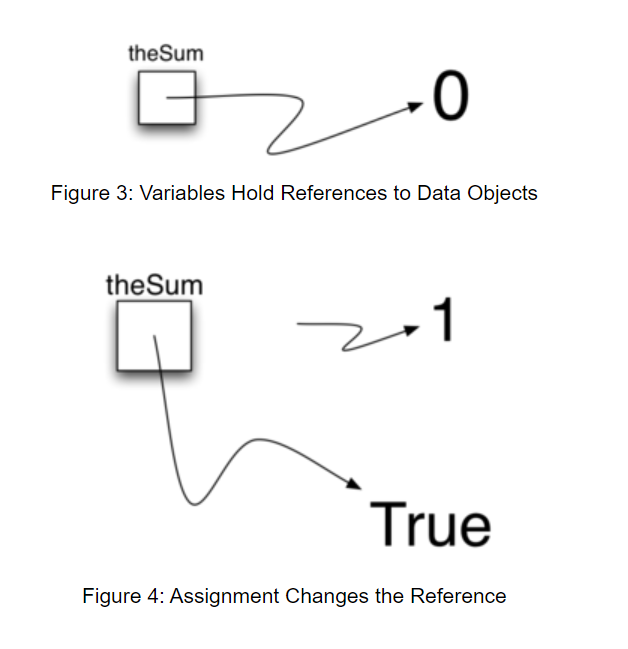 theSum
0
Figure 3: Variables Hold References to Data Objects
theSum
1
True
Figure 4: Assignment Changes the Reference